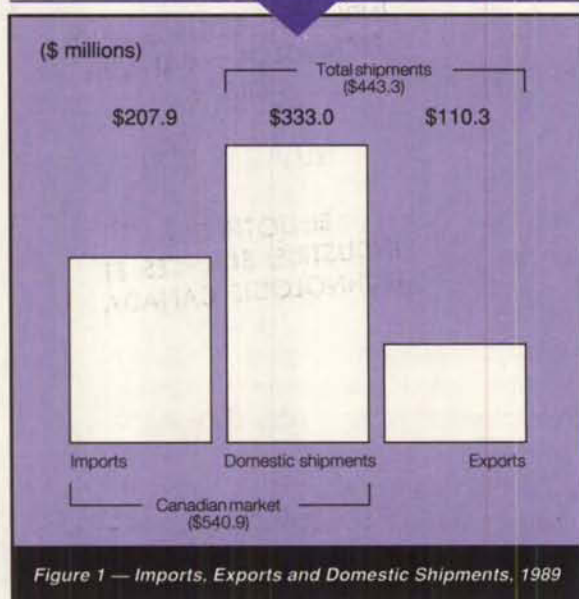 ($ millions)
Total shipments
($443.3)
$207.9 $333.0 $110.3
Imports Domestic shipments Exports
Canadian market
($540.9)
Figure 1 — Imports, Exports and Domestic Shipments, 1989